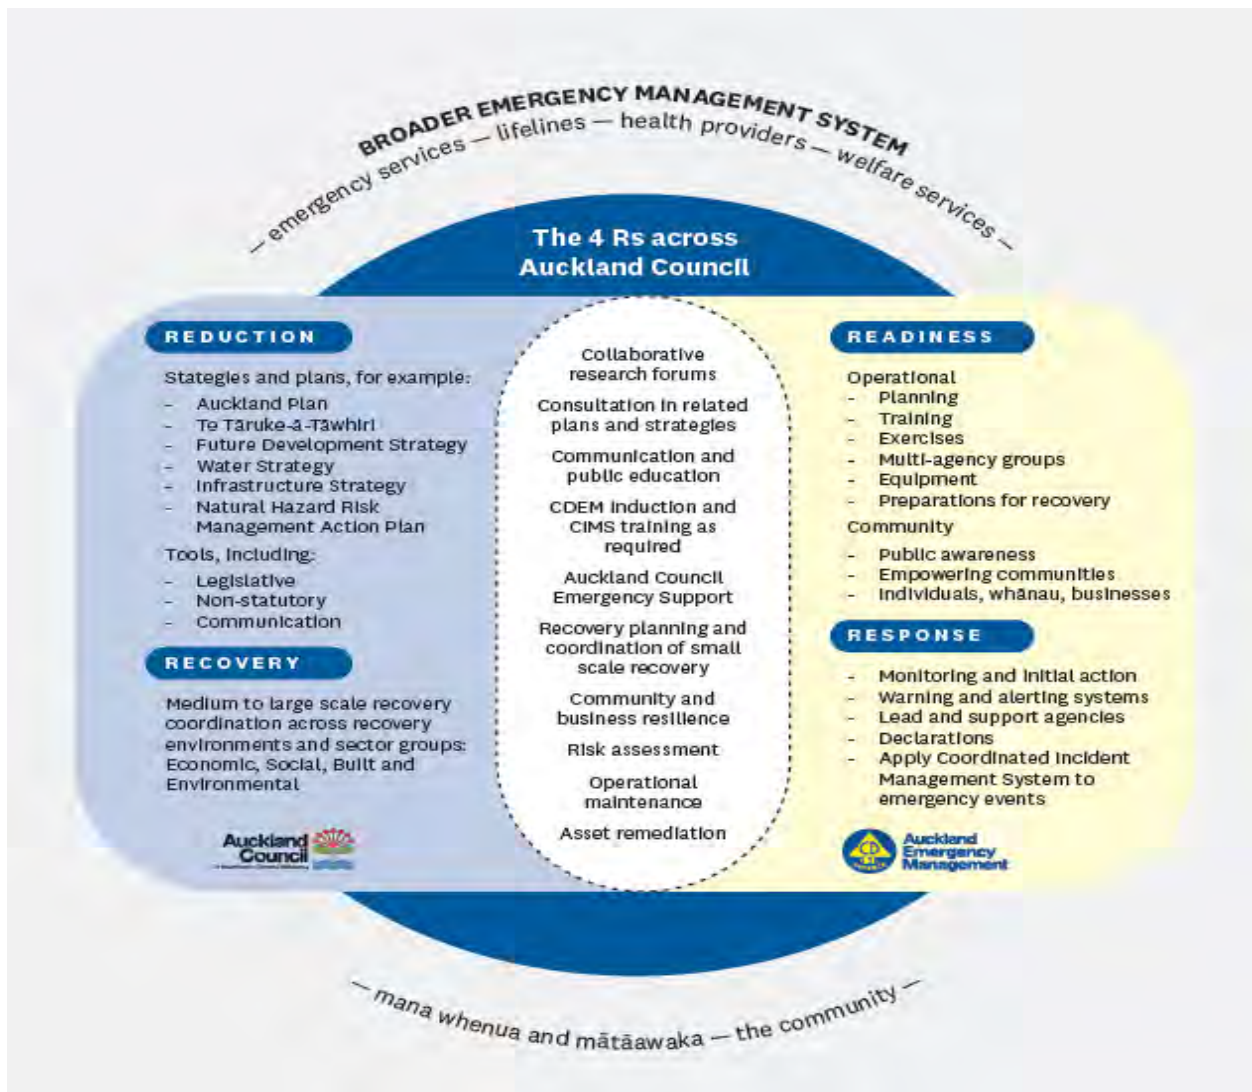 BROADER EMERGENCY MANAGEMENT SYSTEM
— emergency services — lifelines — health providers — welfare services —
The 4 Rs across
Auckland Council
REDUCTION
Stategies and plans, for example:
- Auckland Plan
- Te Tāruke-ā-Tāwhiri
- Future Development Strategy
- Water Strategy
- Infrastructure Strategy
- Natural Hazard Risk
Management Action Plan
Tools, including:
- Legislative
- Non-statutory
- Communication
RECOVERY
Medium to large scale recovery
coordination across recovery
environments and sector groups:
Economic, Social, Built and
Environmental
Auckland
Council
Collaborative
research forums
Consultation in related
plans and strategies
Communication and
public education
CDEM induction and
CIMS training as
required
Auckland Council
Emergency Support
Recovery planning and
coordination of small
scale recovery
Community and
business resilience
Risk assessment
Operational
maintenance
Asset remediation
READINESS
Operational
- Planning
- Training
- Exercises
- Multi-agency groups
- Equipment
- Preparations for recovery
Community
- Public awareness
- Empowering communities
- Individuals, whānau, businesses
RESPONSE
- Monitoring and initial action
- Warning and alerting systems
- Lead and support agencies
- Declarations
- Apply Coordinated Incident
Management System to
emergency events
CD
Auckland
Emergency
Management
— mana whenua and mātāawaka — the community —